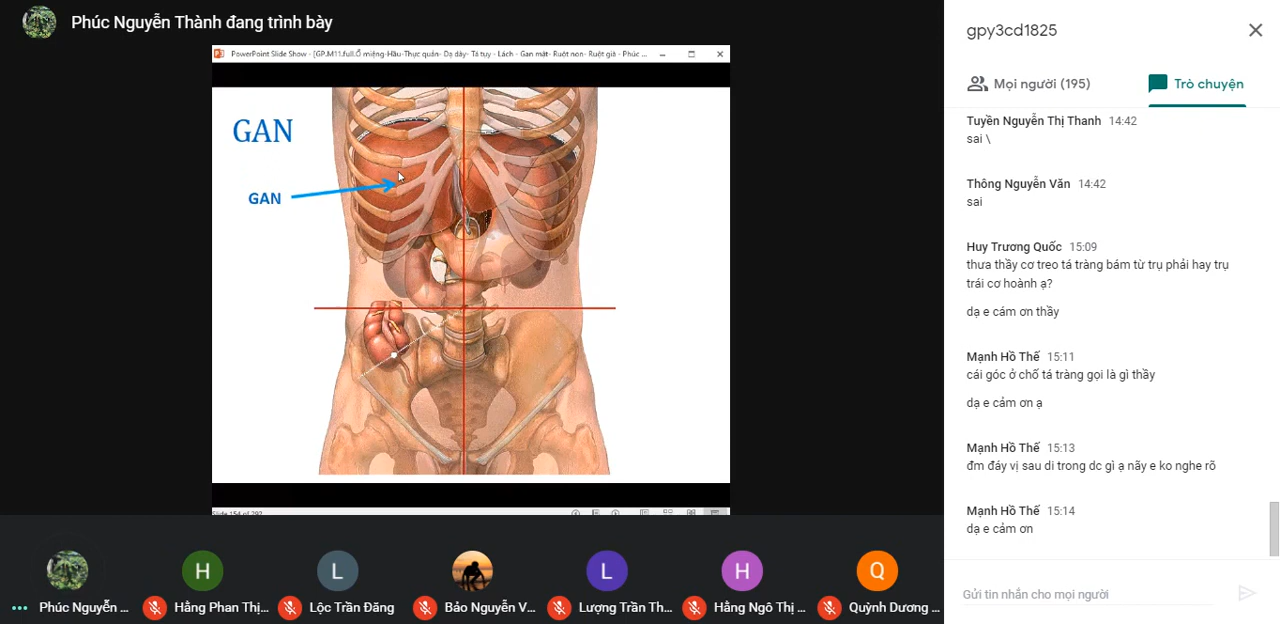 Phúc Nguyễn Thành đang trình bày
PowerPoint Slide Show - [GP.M11.full.Ổ miệng-Hầu-Thực quản- Dạ dày- Tá tụy - Lách - Gan mật- Ruột non- Ruột già - Phúc ...
GAN
GAN
Slide 154 of 292
Phúc Nguyễn ...
Hằng Phan Thị...
Lộc Trần Đăng
Bảo Nguyễn V...
Lượng Trần Th...
Hằng Ngô Thị ...
Quỳnh Dương ...
H
L
L
H
Q
gpy3cd1825
Mọi người (195)
Trò chuyện
Tuyền Nguyễn Thị Thanh 14:42
sai \
Thông Nguyễn Văn 14:42
sai
Huy Trương Quốc 15:09
thưa thầy cơ treo tá tràng bám từ trụ phải hay trụ
trái cơ hoành ạ?
dạ e cám ơn thầy
Mạnh Hồ Thế 15:11
cái góc ở chố tá tràng gọi là gì thầy
dạ e cảm ơn ạ
Mạnh Hồ Thế 15:13
đm đáy vị sau di trong dc gì ạ nãy e ko nghe rõ
Mạnh Hồ Thế 15:14
dạ e cảm ơn
Gửi tin nhắn cho mọi người